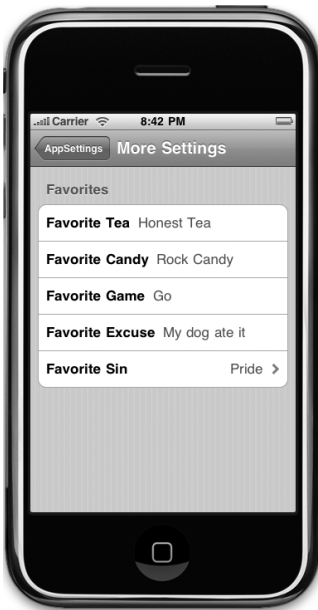 Carrier 8:42 PM
AppSettings More Settings
Favorites
Favorite Tea Honest Tea
Favorite Candy Rock Candy
Favorite Game Go
Favorite Excuse My dog ate it
Favorite Sin Pride